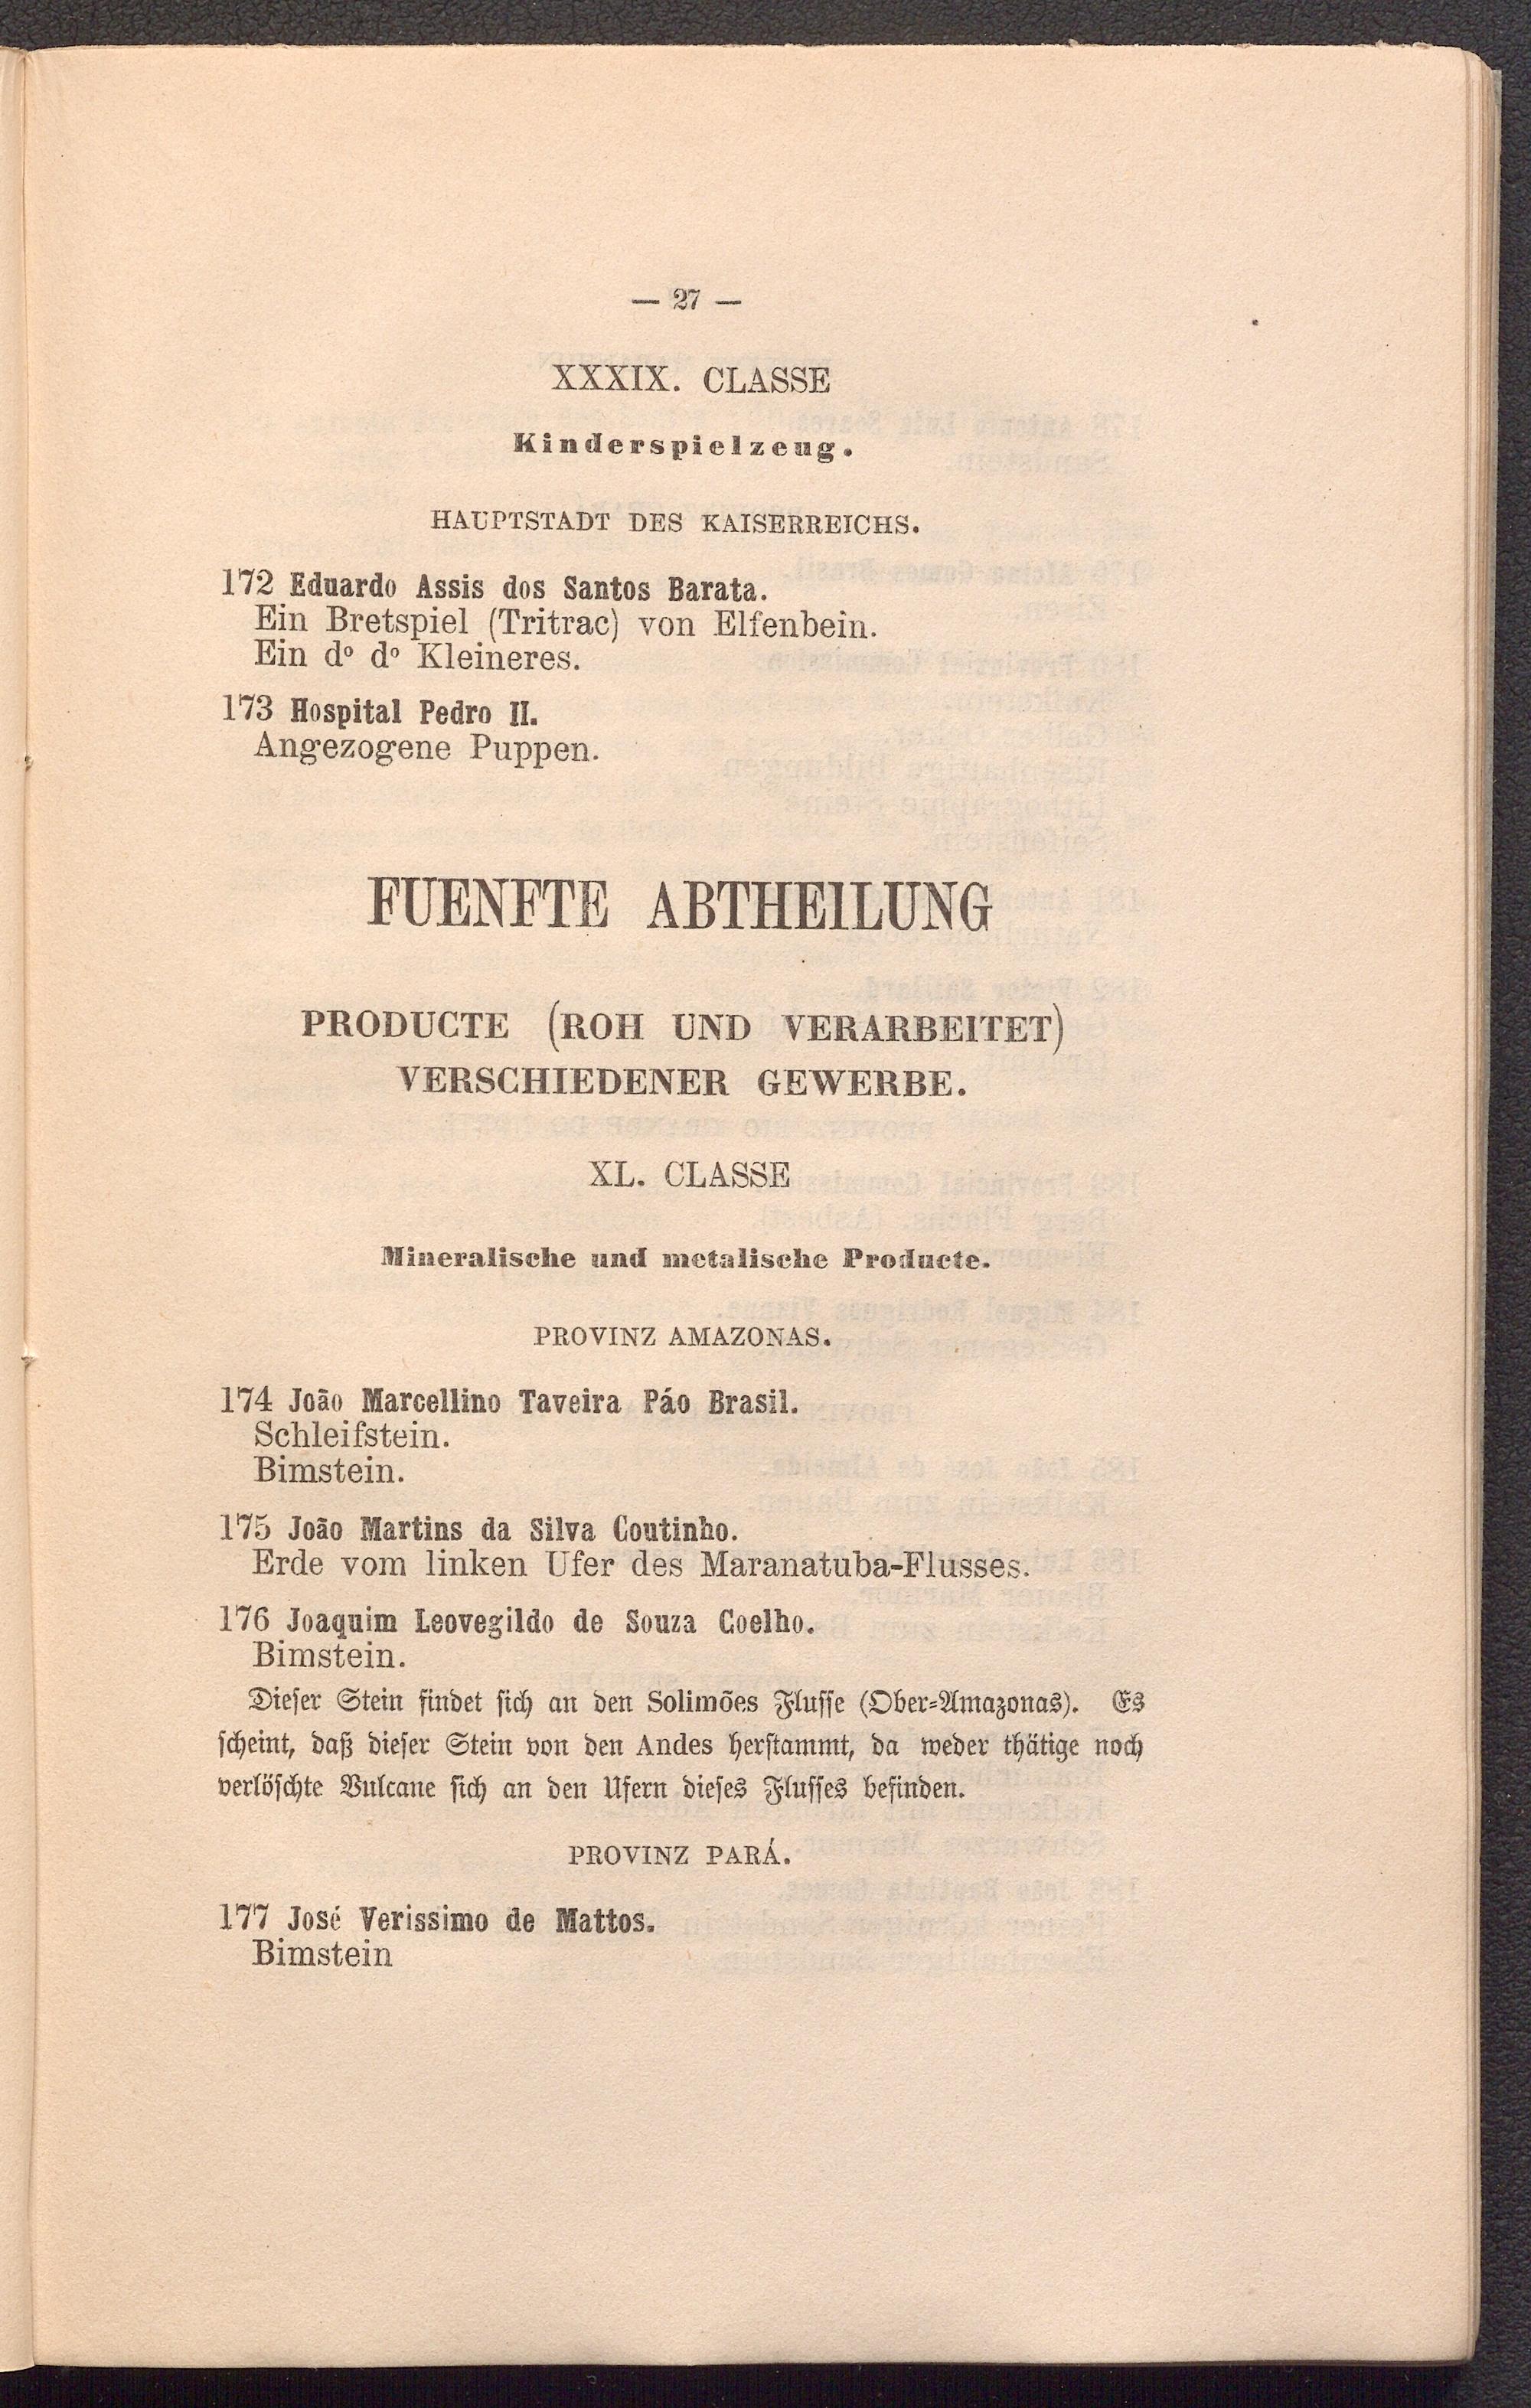 — 27 —
XXXIX. CLASSE
Kinderspielzeug.
HAUPTSTADT DES KAISERREICHS.
172 Eduardo Assis dos Santos Barata.
Ein Bretspiel (Tritrac) von Elfenbein.
Ein dº dº Kleineres.
173 Hospital Pedro II.
Angezogene Puppen.
FUENFTE ABTHEILUNG
PRODUCTE (ROH UND VERARBEITET)
VERSCHIEDENER GEWERBE.
XL. CLASSE
Mineralische und metalische Producte.
PROVINZ AMAZONAS.
174 João Marcellino Taveira Páo Brasil.
Schleifstein.
Bimstein.
175 João Martins da Silva Coutinho.
Erde vom linken Ufer des Maranatuba-Flusses.
176 Joaquim Leovegildo de Souza Coelho.
Bimstein.
Dieser Stein findet sich an den Solimões Flusse (Ober-Amazonas). Es
scheint, daß dieser Stein von den Andes herstammt, da weder thätige noch
verlöschte Vulcane sich an den Ufern dieses Flusses befinden.
PROVINZ PARÁ.
177 José Verissimo de Mattos.
Bimstein